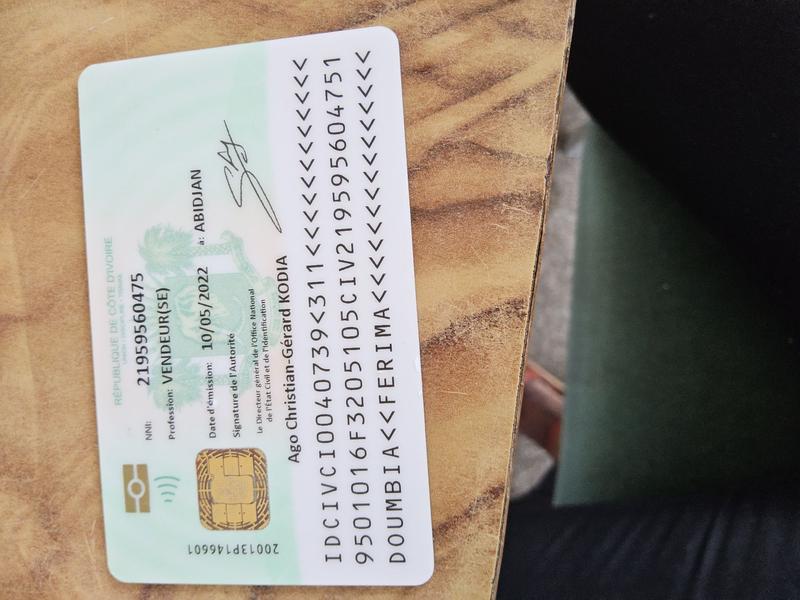 RÉPUBLIQUE DE CÔTE D'IVOIRE
NNI: 21959560475
Profession: VENDEUR(SE)
Date d'émission: 10/05/2022 à: ABIDJAN
Signature de l'Autorité
Le Directeur général de l'Office National
de l'État Civil et de l'Identification
Ago Christian-Gérard KODIA
20013P146601
IDCIVCI0040739<311<<<<<<<<<<<<
9501016F3205105CIV219595604751
DOUMBIA<<FERIMA<<<<<<<<<<<<<<<